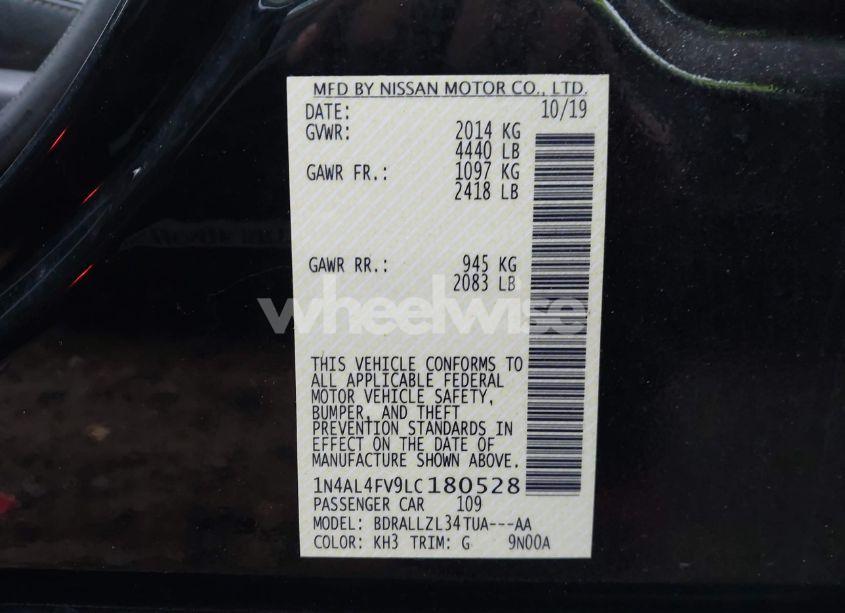 MFD BY NISSAN MOTOR CO., LTD.
DATE: 10/19
GVWR: 2014 KG
4440 LB
GAWR FR.: 1097 KG
2418 LB
GAWR RR.: 945 KG
2083 LB
wheelwise
THIS VEHICLE CONFORMS TO
ALL APPLICABLE FEDERAL
MOTOR VEHICLE SAFETY,
BUMPER, AND THEFT
PREVENTION STANDARDS IN
EFFECT ON THE DATE OF
MANUFACTURE SHOWN ABOVE.
1N4AL4FV9LC180528
PASSENGER CAR 109
MODEL: BDRALLZL34TUA---AA
COLOR: KH3 TRIM: G 9N00A